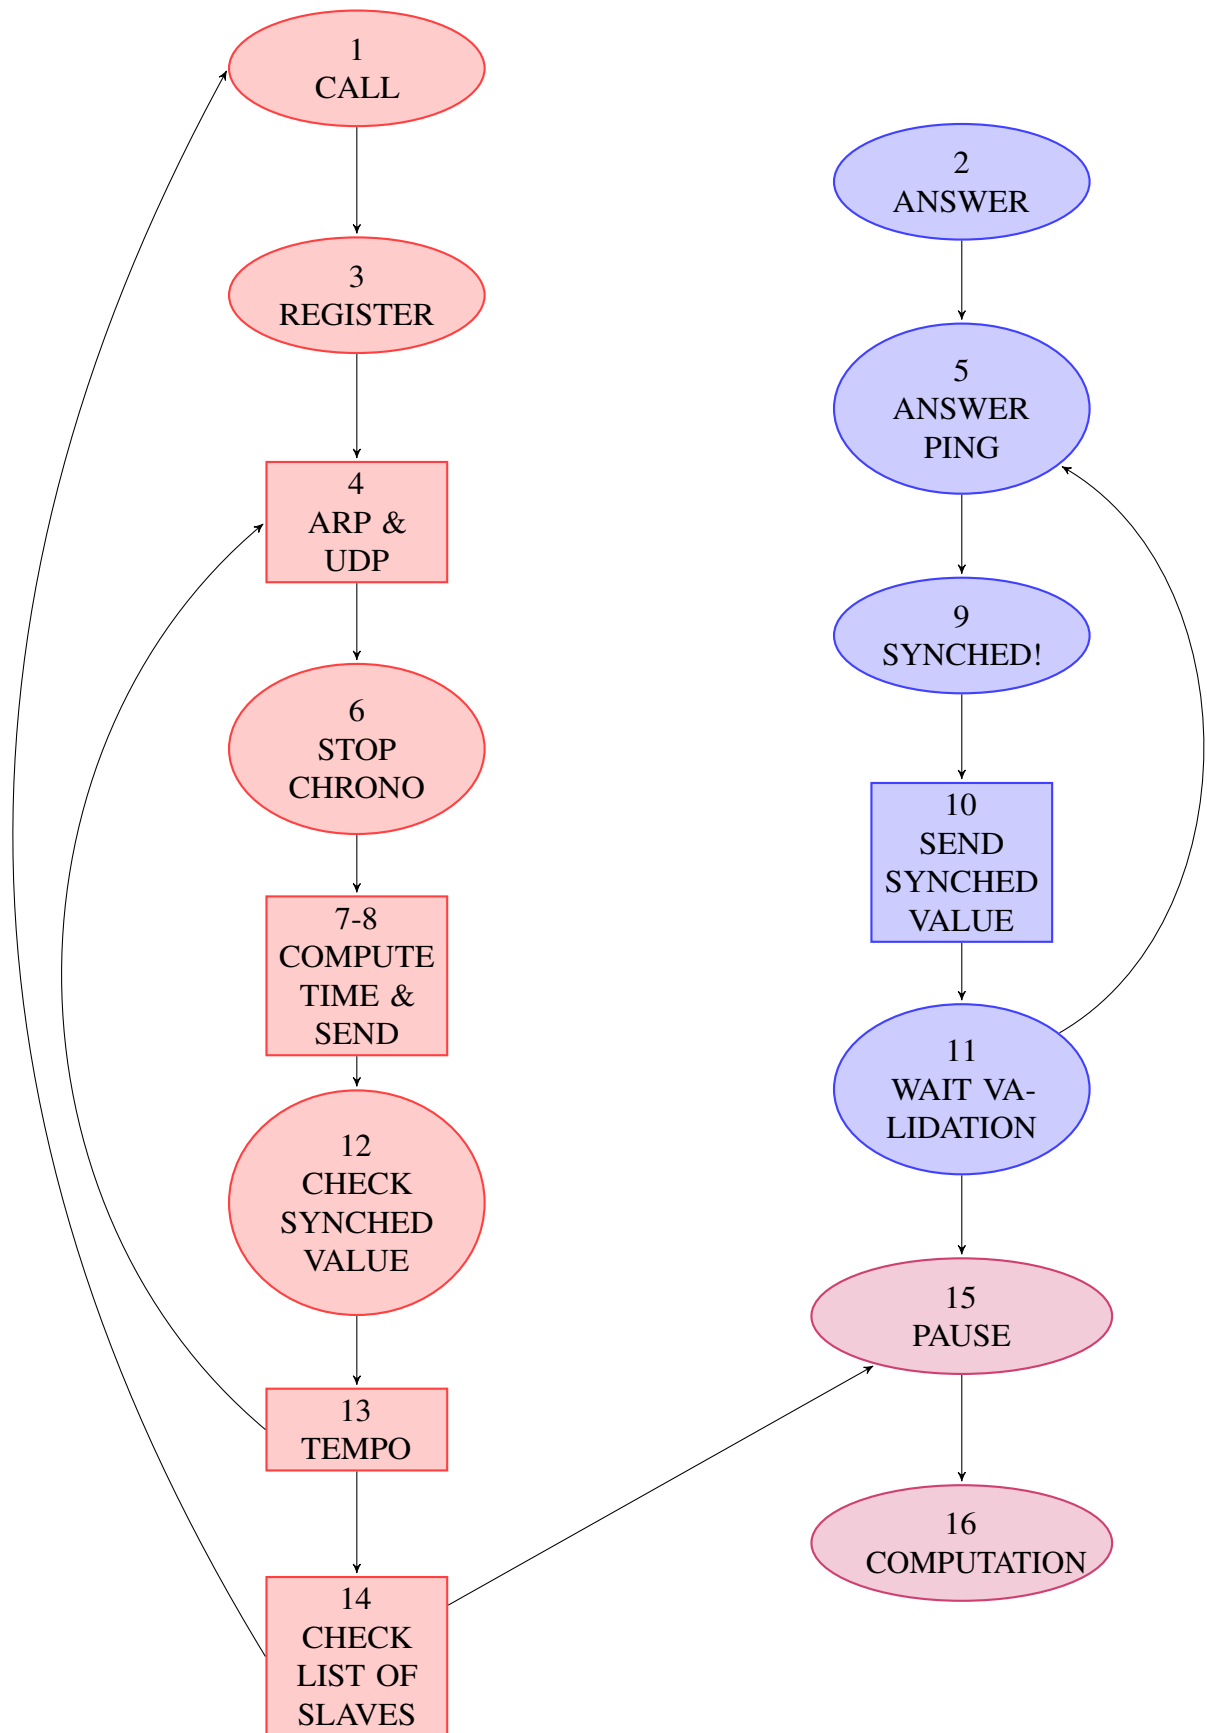 1
CALL
2
ANSWER
3
REGISTER
5
ANSWER
PING
4
ARP &
UDP
9
SYNCHED!
6
STOP
CHRONO
10
SEND
SYNCHED
VALUE
7-8
COMPUTE
TIME &
SEND
11
WAIT VA-
LIDATION
12
CHECK
SYNCHED
VALUE
15
PAUSE
13
TEMPO
16
COMPUTATION
14
CHECK
LIST OF
SLAVES